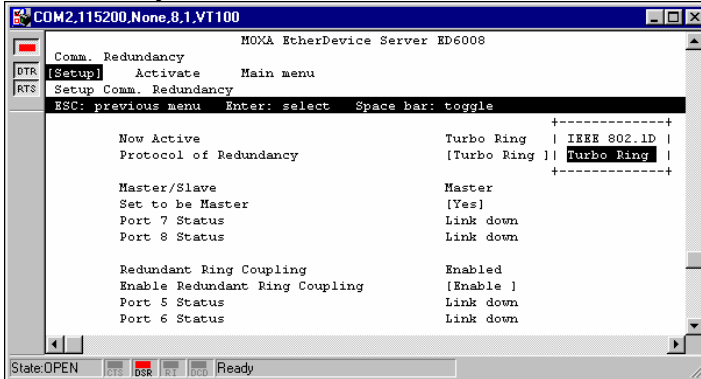 COM2,115200,None,8,1,VT100
MOXA EtherDevice Server ED6008
Comm. Redundancy
DTR [Setup] Activate Main menu
RTS Setup Comm. Redundancy
ESC: previous menu Enter: select Space bar: toggle
Now Active Turbo Ring | IEEE 802.1D |
Protocol of Redundancy [Turbo Ring ]| Turbo Ring |
Master/Slave Master
Set to be Master [Yes]
Port 7 Status Link down
Port 8 Status Link down
Redundant Ring Coupling Enabled
Enable Redundant Ring Coupling [Enable ]
Port 5 Status Link down
Port 6 Status Link down
State:OPEN CTS DSR RI DCD Ready